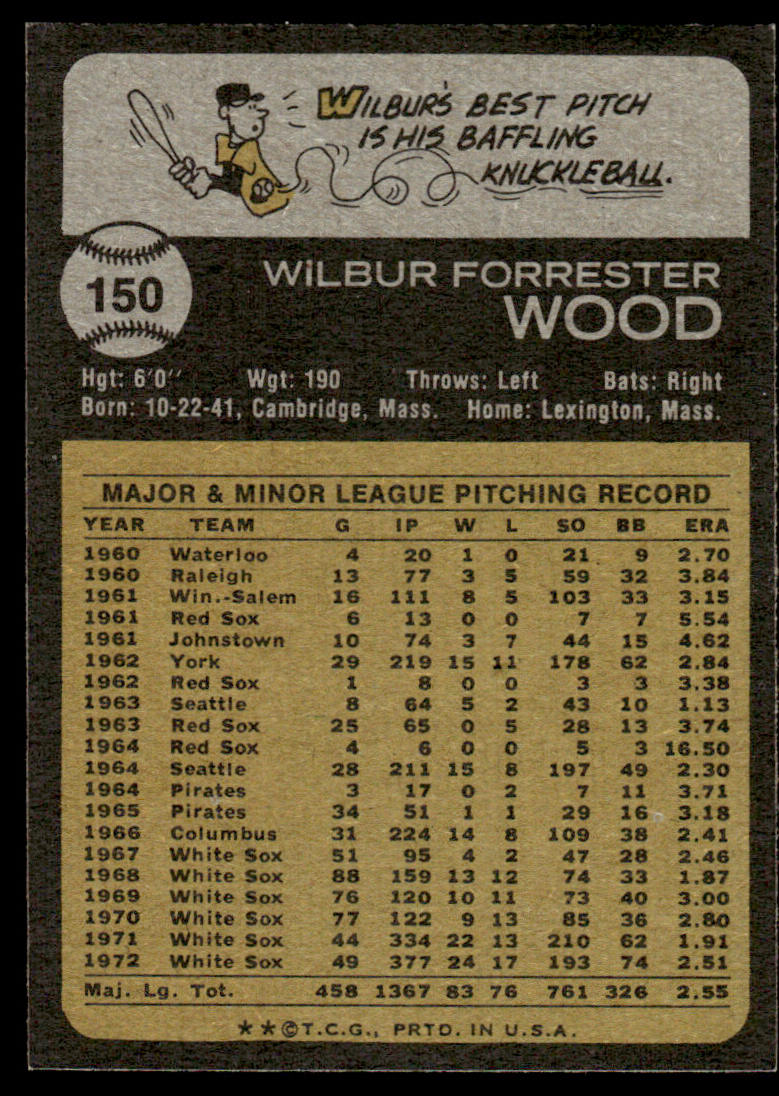 WILBUR'S BEST PITCH
IS HIS BAFFLING
KNUCKLEBALL.
150
WILBUR FORRESTER
WOOD
Hgt: 6'0" Wgt: 190 Throws: Left Bats: Right
Born: 10-22-41, Cambridge, Mass. Home: Lexington, Mass.
MAJOR & MINOR LEAGUE PITCHING RECORD
YEAR TEAM G IP W L SO BB ERA
1960 Waterloo 4 20 1 0 21 9 2.70
1960 Raleigh 13 77 3 5 59 32 3.84
1961 Win.-Salem 16 111 8 5 103 33 3.15
1961 Red Sox 6 13 0 0 7 7 5.54
1961 Johnstown 10 74 3 7 44 15 4.62
1962 York 29 219 15 11 178 62 2.84
1962 Red Sox 1 8 0 0 3 3 3.38
1963 Seattle 8 64 5 2 43 10 1.13
1963 Red Sox 25 65 0 5 28 13 3.74
1964 Red Sox 4 6 0 0 5 3 16.50
1964 Seattle 28 211 15 8 197 49 2.30
1964 Pirates 3 17 0 2 7 11 3.71
1965 Pirates 34 51 1 1 29 16 3.18
1966 Columbus 31 224 14 8 109 38 2.41
1967 White Sox 51 95 4 2 47 28 2.46
1968 White Sox 88 159 13 12 74 33 1.87
1969 White Sox 76 120 10 11 73 40 3.00
1970 White Sox 77 122 9 13 85 36 2.80
1971 White Sox 44 334 22 13 210 62 1.91
1972 White Sox 49 377 24 17 193 74 2.51
Maj. Lg. Tot. 458 1367 83 76 761 326 2.55
★★©T.C.G., PRTD. IN U.S.A.